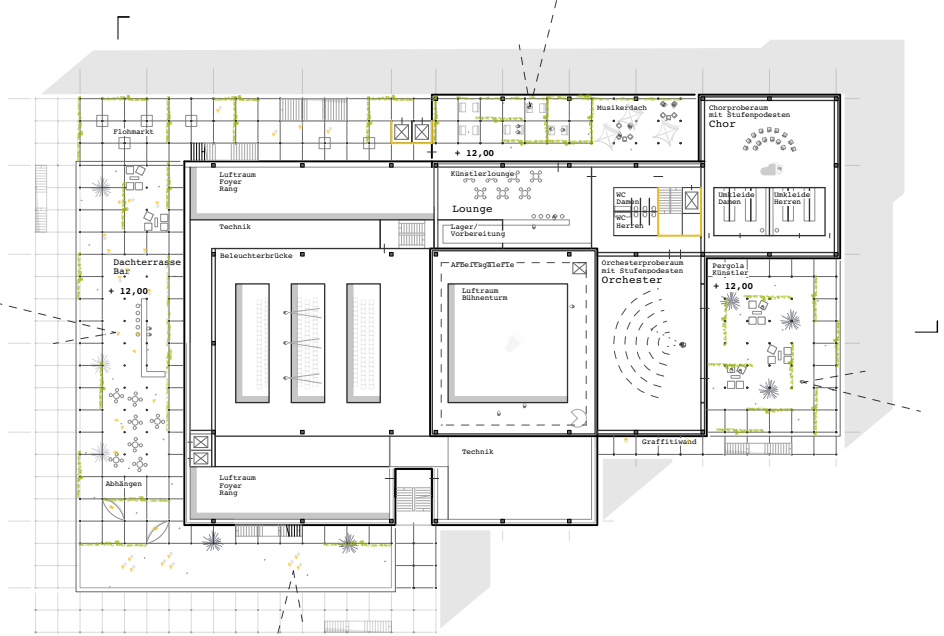 Flohmarkt
Musikerdach
Chorproberaum
mit Stufenpodesten
Chor
+ 12,00
Luftraum
Foyer
Rang
Künstlerlounge
Lounge
WC
Damen
WC
Herren
Umkleide
Damen
Umkleide
Herren
Technik
Lager/
Vorbereitung
Beleuchterbrücke
Dachterrasse
Bar
+ 12,00
Arbeitsgalerie
Luftraum
Bühnenturm
Orchesterproberaum
mit Stufenpodesten
Orchester
Pergola
Künstler
+ 12,00
Graffitiwand
Technik
Luftraum
Foyer
Rang
Abhängen